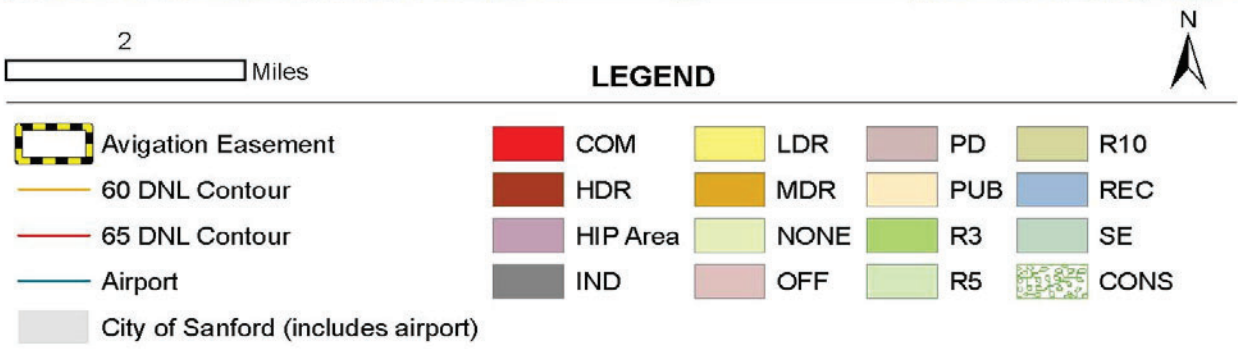 N
2
Miles
LEGEND
Avigation Easement
COM
LDR
PD
R10
60 DNL Contour
HDR
MDR
PUB
REC
65 DNL Contour
HIP Area
NONE
R3
SE
Airport
IND
OFF
R5
CONS
City of Sanford (includes airport)